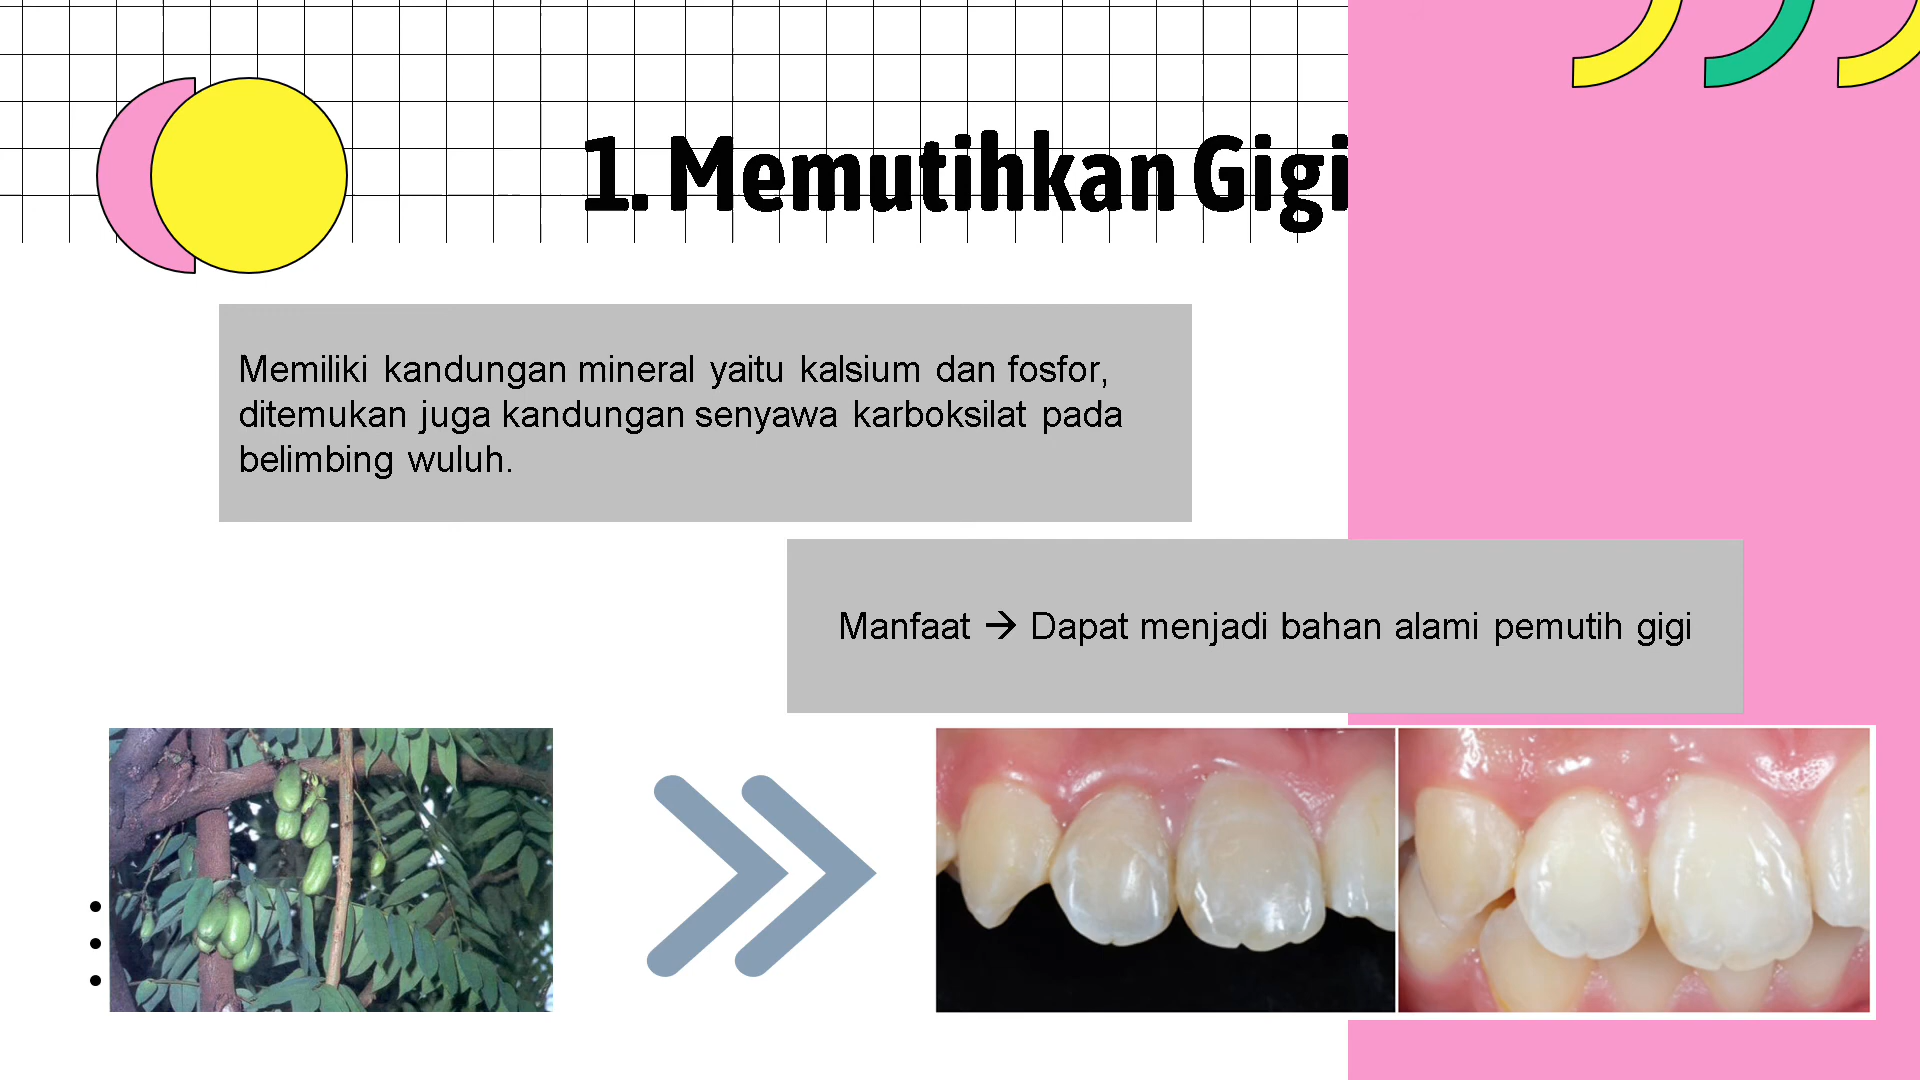 1. Memutihkan Gigi
Memiliki kandungan mineral yaitu kalsium dan fosfor,
ditemukan juga kandungan senyawa karboksilat pada
belimbing wuluh.
Manfaat → Dapat menjadi bahan alami pemutih gigi